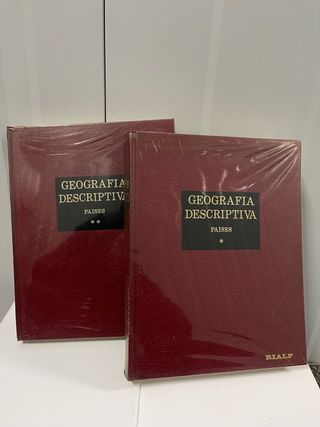 GEOGRAFIA
DESCRIPTIVA
PAISES
**
GEOGRAFIA
DESCRIPTIVA
PAISES
*
RIALP